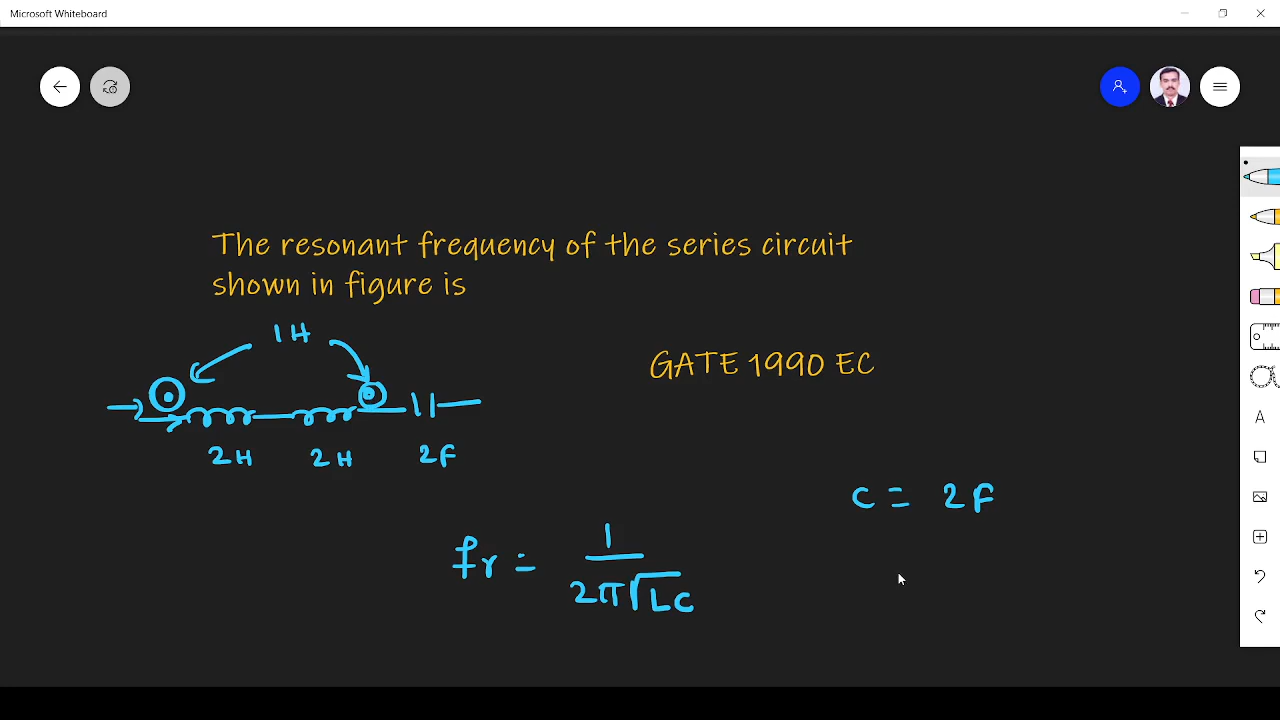 Microsoft Whiteboard
The resonant frequency of the series circuit
shown in figure is
1H
GATE 1990 EC
2H 2H 2F
C = 2F
fr = 1
2π√LC
A